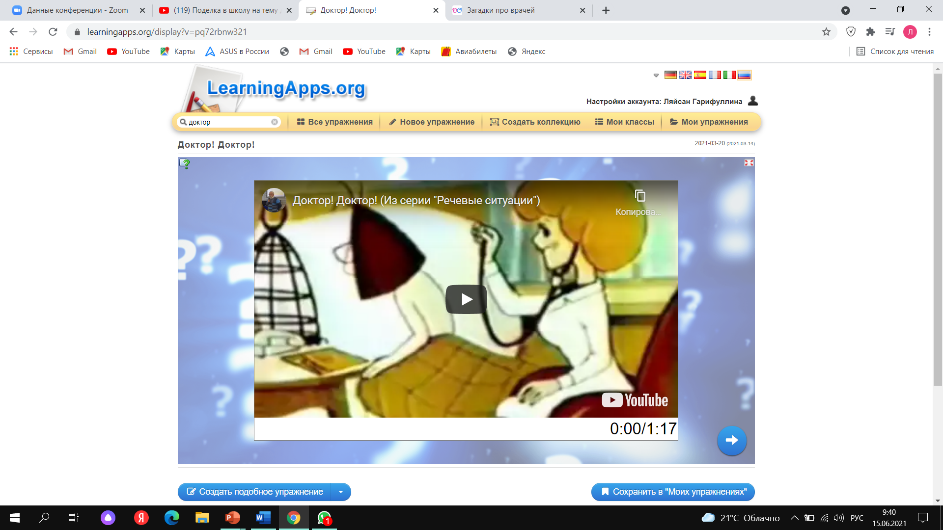 Данные конференции - Zoom
(119) Поделка в школу на тему
Доктор! Доктор!
Загадки про врачей
learningapps.org/display?v=pq72rbnw321
Сервисы
Gmail
YouTube
Карты
ASUS в России
Gmail
YouTube
Карты
Авиабилеты
Яндекс
Список для чтения
LearningApps.org
Настройки аккаунта: Ляйсан Гарифуллина
доктор
Все упражнения
Новое упражнение
Создать коллекцию
Мои классы
Мои упражнения
Доктор! Доктор!
2021-03-20
Доктор! Доктор! (Из серии "Речевые ситуации")
Копирова...
YouTube
0:00/1:17
Создать подобное упражнение
Сохранить в "Моих упражнениях"
21°C Облачно
РУС
9:40
15.06.2021